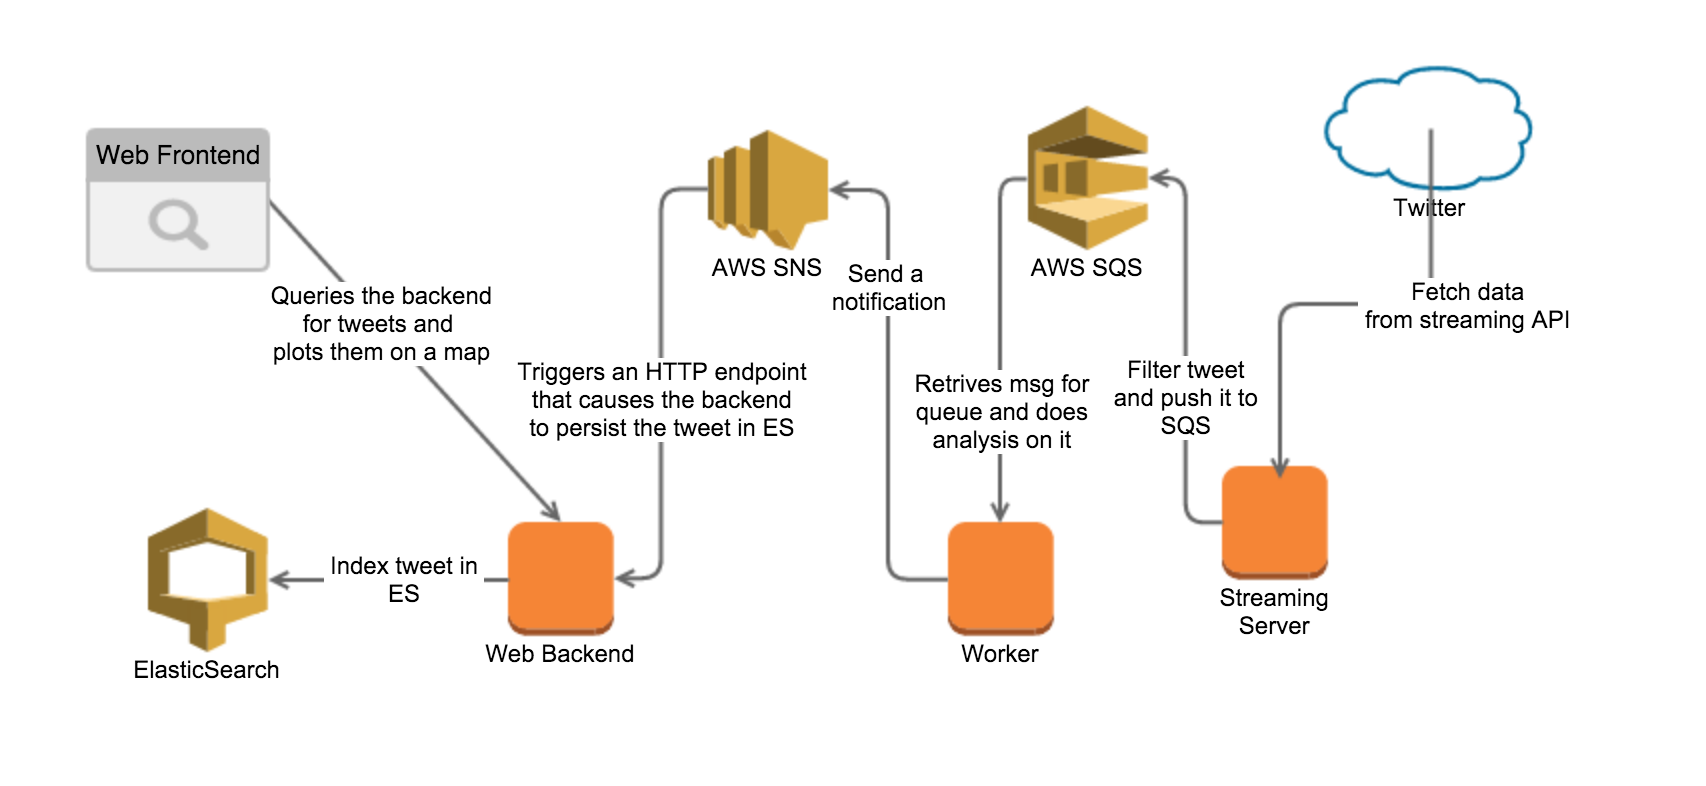 Web Frontend
Twitter
AWS SNS
AWS SQS
Send a
notification
Queries the backend
for tweets and
plots them on a map
Fetch data
from streaming API
Triggers an HTTP endpoint
that causes the backend
to persist the tweet in ES
Retrives msg for
queue and does
analysis on it
Filter tweet
and push it to
SQS
Index tweet in
ES
ElasticSearch
Web Backend
Worker
Streaming
Server